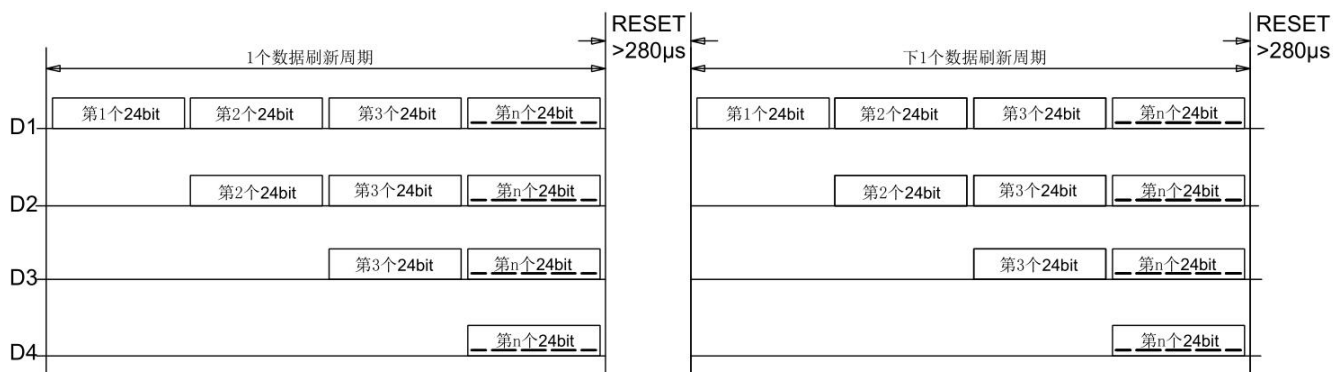 RESET
>280μs
RESET
>280μs
1个数据刷新周期
下1个数据刷新周期
D1
第1个24bit
第2个24bit
第3个24bit
第n个24bit
第1个24bit
第2个24bit
第3个24bit
第n个24bit
D2
第2个24bit
第3个24bit
第n个24bit
第2个24bit
第3个24bit
第n个24bit
D3
第3个24bit
第n个24bit
第3个24bit
第n个24bit
D4
第n个24bit
第n个24bit